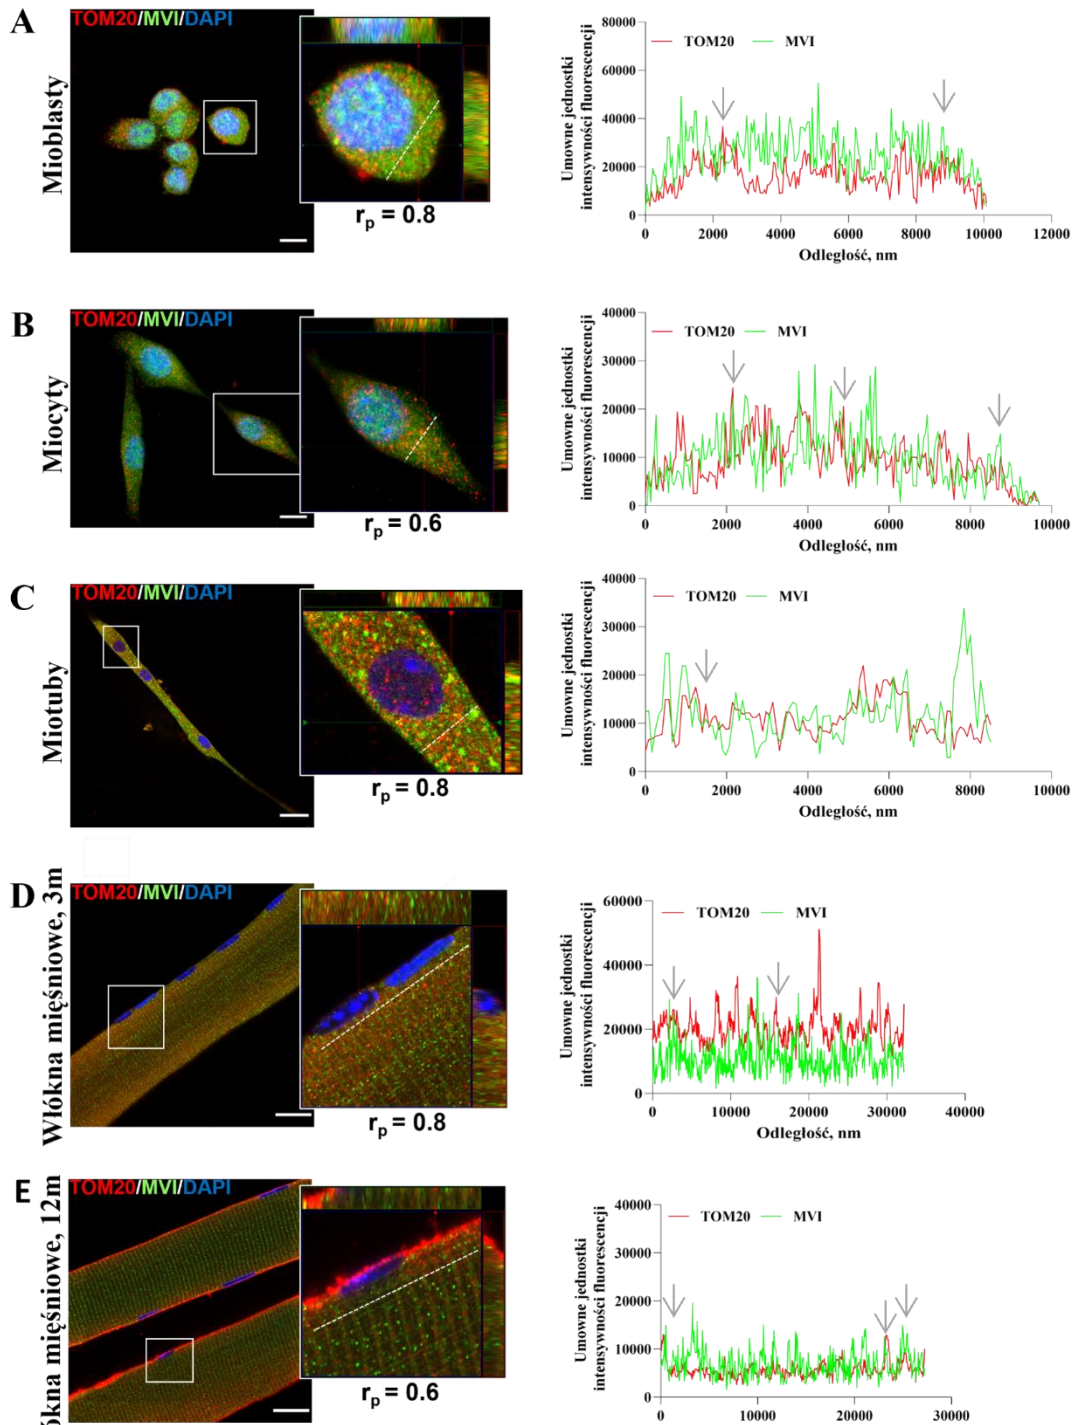 A
Mioblasty
TOM20/MVI/DAPI
rp = 0.8
Umowne jednostki
intensywności fluorescencji
TOM20 MVI
80000
60000
40000
20000
0
0 2000 4000 6000 8000 10000 12000
Odległość, nm
B
Miocyty
TOM20/MVI/DAPI
rp = 0.6
Umowne jednostki
intensywności fluorescencji
TOM20 MVI
40000
30000
20000
10000
0
0 2000 4000 6000 8000 10000
Odległość, nm
C
Miotuby
TOM20/MVI/DAPI
rp = 0.8
Umowne jednostki
intensywności fluorescencji
TOM20 MVI
40000
30000
20000
10000
0
0 2000 4000 6000 8000 10000
D
Włókna mięśniowe, 3m
TOM20/MVI/DAPI
rp = 0.8
Umowne jednostki
intensywności fluorescencji
TOM20 MVI
60000
40000
20000
0
0 10000 20000 30000 40000
Odległość, nm
E
mięśniowe, 12m
TOM20/MVI/DAPI
rp = 0.6
Umowne jednostki
intensywności fluorescencji
TOM20 MVI
40000
30000
20000
10000
0
0 10000 20000 30000